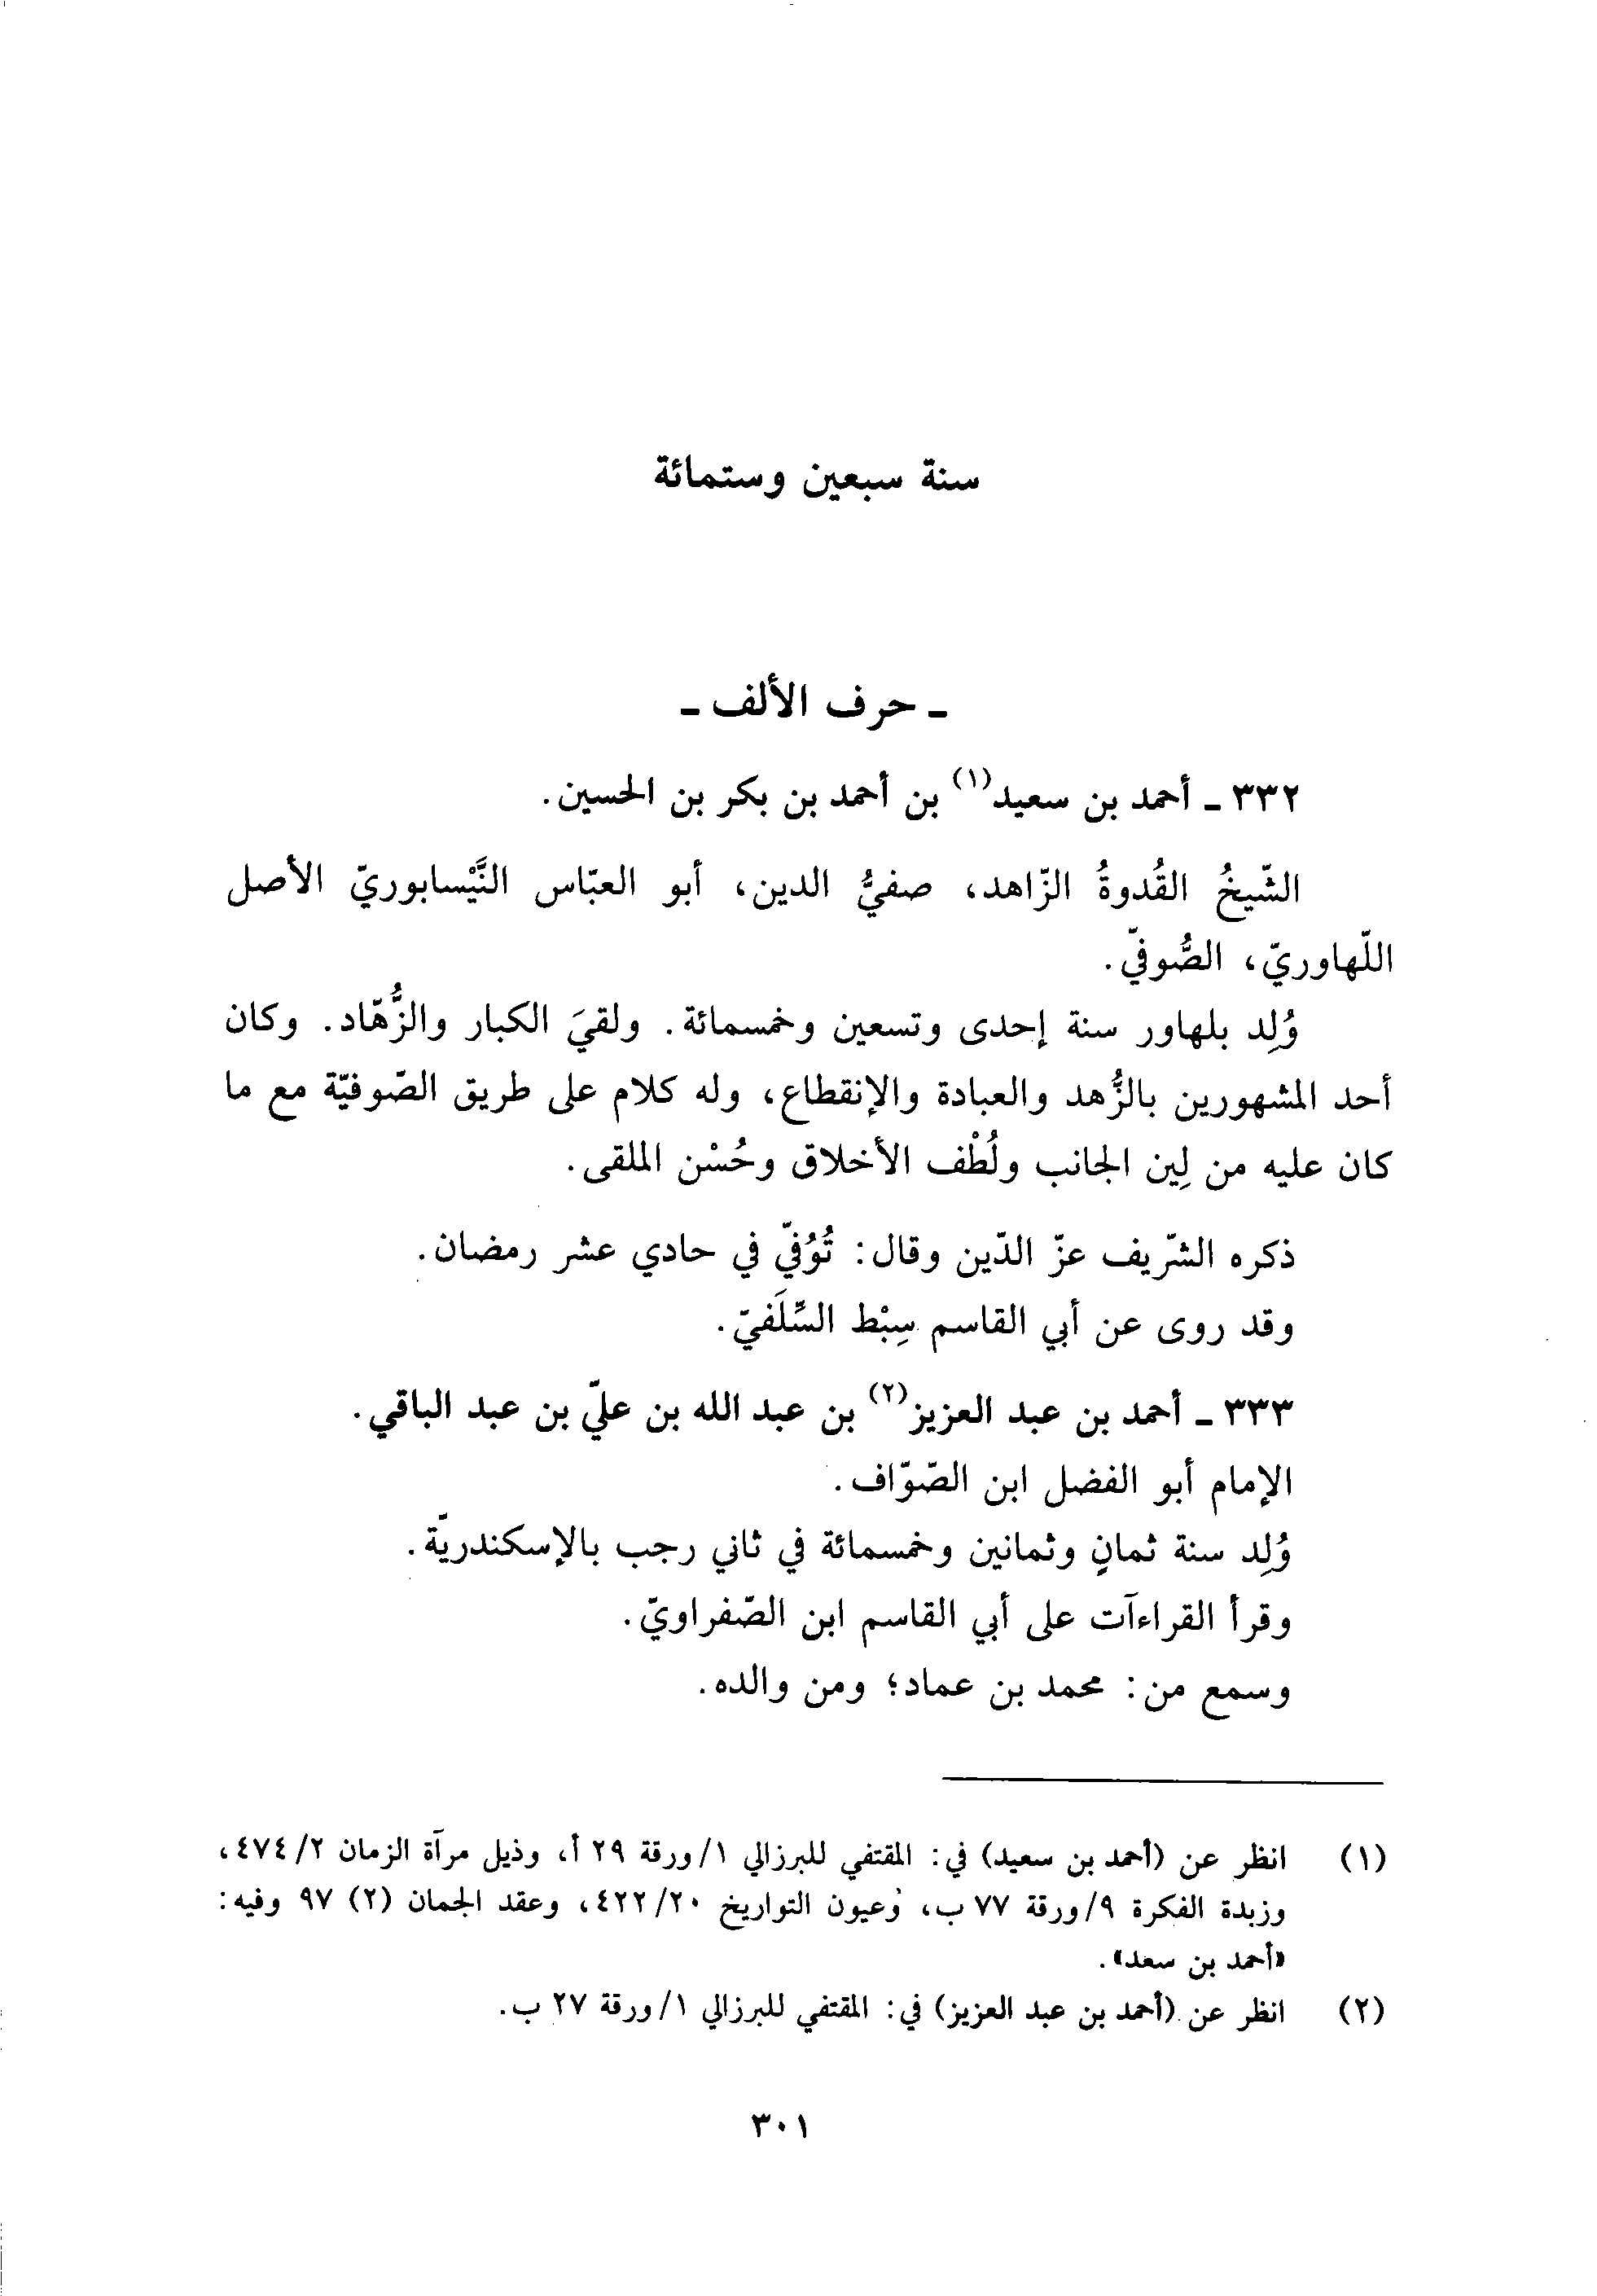 سنة سبعين وستمائة
ـ حرف الألف ـ
٣٣٢ ـ أحمد بن سعيد(١) بن أحمد بن بكر بن الحسين.
الشّيخُ القُدوةُ الزّاهد، صفيُّ الدين، أبو العبّاس النَّيْسابوريّ الأصل
اللّهاوريّ، الصُّوفيّ.
وُلِد بلهاور سنة إحدى وتسعين وخمسمائة. ولقيَ الكبار والزُّهّاد. وكان
أحد المشهورين بالزُّهد والعبادة والإنقطاع، وله كلام على طريق الصّوفيّة مع ما
كان عليه من لِين الجانب ولُطْف الأخلاق وحُسْن الملقى.
ذكره الشّريف عزّ الدّين وقال: تُوُفّي في حادي عشر رمضان.
وقد روى عن أبي القاسم سِبْط السِّلَفيّ.
٣٣٣ ـ أحمد بن عبد العزيز(٢) بن عبد الله بن عليّ بن عبد الباقي.
الإمام أبو الفضل ابن الصّوّاف.
وُلِد سنة ثمانٍ وثمانين وخمسمائة في ثاني رجب بالإسكندريّة.
وقرأ القراءآت على أبي القاسم ابن الصّفراويّ.
وسمع من: محمد بن عماد؛ ومن والده.
(١) انظر عن (أحمد بن سعيد) في: المقتفي للبرزالي ١/ورقة ٢٩ أ، وذيل مرآة الزمان ٢/ ٤٧٤،
وزبدة الفكرة ٩/ورقة ٧٧ ب، وعيون التواريخ ٢٠/ ٤٢٢، وعقد الجمان (٢) ٩٧ وفيه:
«أحمد بن سعد».
(٢) انظر عن (أحمد بن عبد العزيز) في: المقتفي للبرزالي ١/ورقة ٢٧ ب.
٣٠١